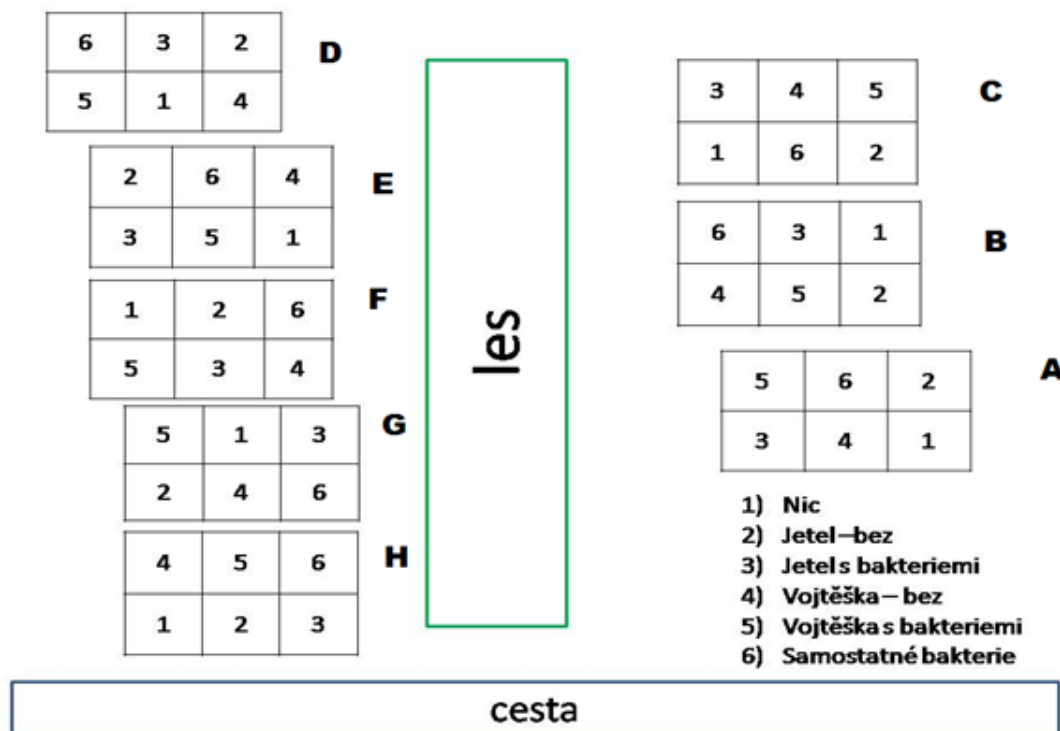 6 3 2
D
5 1 4
2 6 4
E
3 5 1
1 2 6
F
5 3 4
5 1 3
G
2 4 6
4 5 6
H
1 2 3
les
3 4 5
C
1 6 2
6 3 1
B
4 5 2
5 6 2
A
3 4 1
1) Nic
2) Jetel–bez
3) Jetel s bakteriemi
4) Vojtěška – bez
5) Vojtěška s bakteriemi
6) Samostatné bakterie
cesta